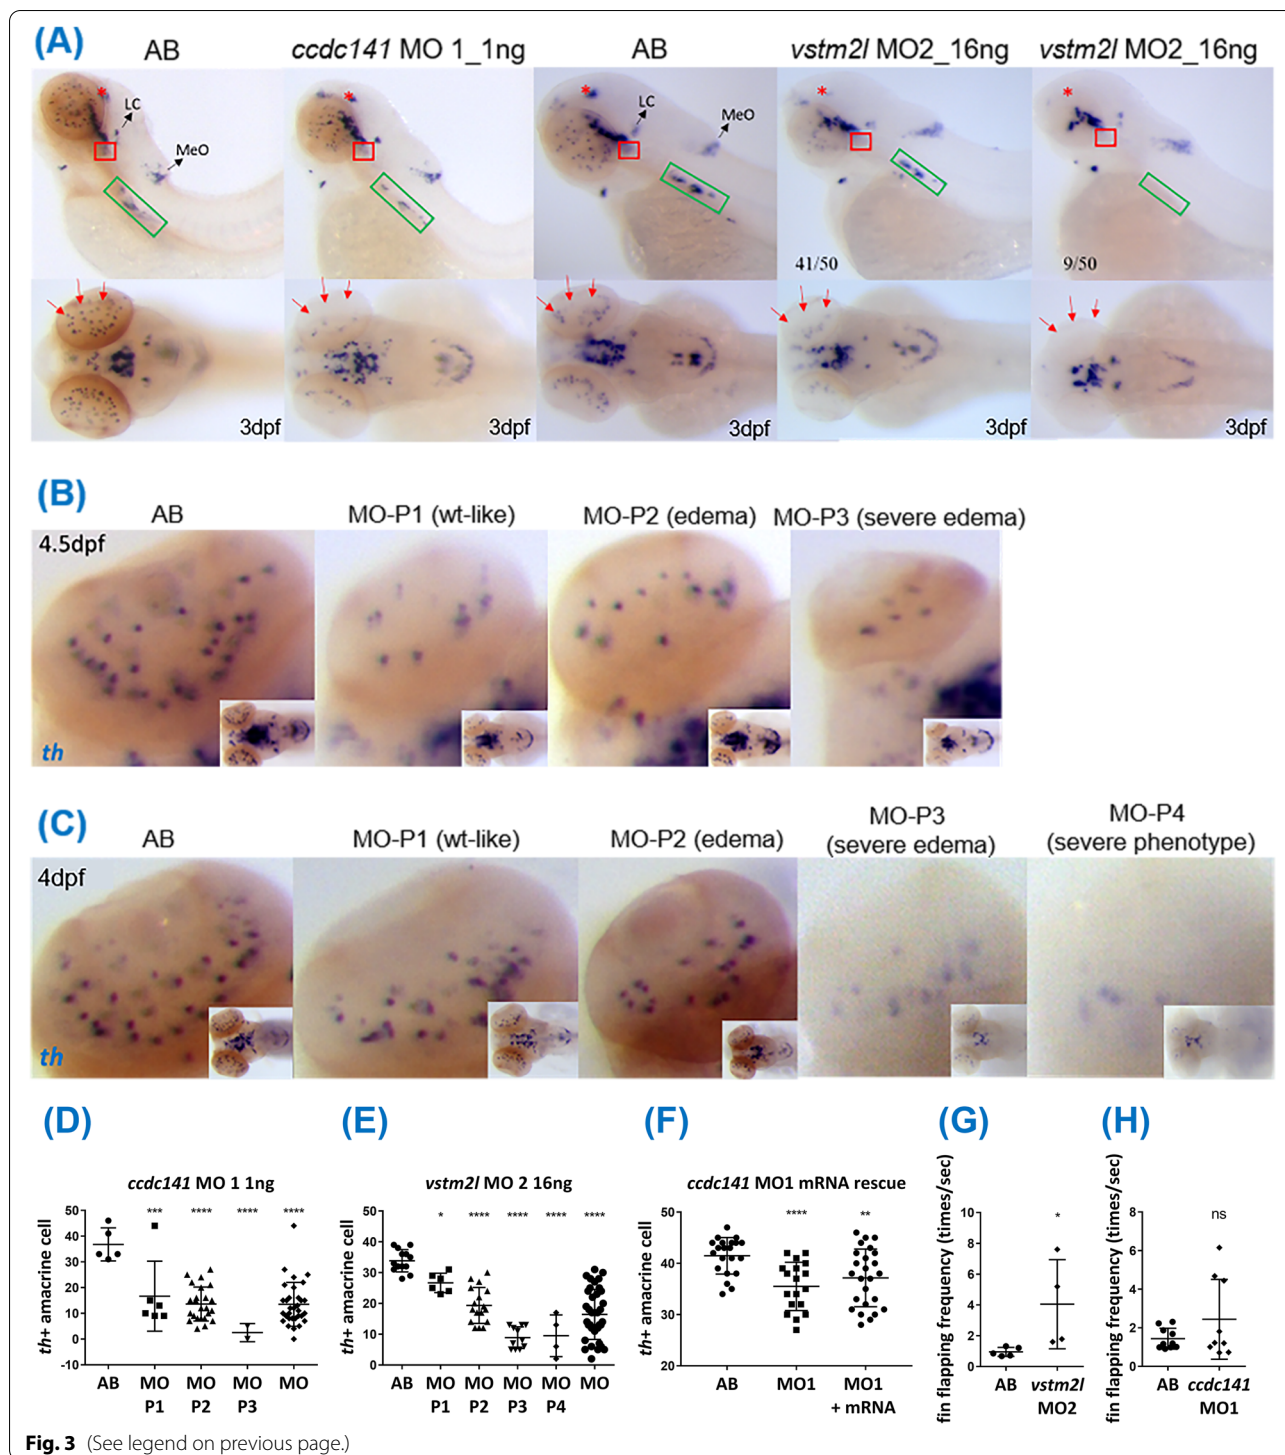 (A)
AB
ccdc141 MO 1_1ng
AB
vstm2l MO2_16ng
vstm2l MO2_16ng
*
LC
MeO
*
*
LC
MeO
*
41/50
*
9/50
3dpf
3dpf
3dpf
3dpf
3dpf
(B)
AB
MO-P1 (wt-like)
MO-P2 (edema)
MO-P3 (severe edema)
4.5dpf
th
(C)
AB
MO-P1 (wt-like)
MO-P2 (edema)
MO-P3
(severe edema)
MO-P4
(severe phenotype)
4dpf
th
(D)
ccdc141 MO 1 1ng
th+ amacrine cell
50
40
30
20
10
0
-10
***
****
****
****
AB
MO
P1
MO
P2
MO
P3
MO
(E)
vstm2l MO 2 16ng
th+ amacrine cell
50
40
30
20
10
0
*
****
****
****
****
AB
MO
P1
MO
P2
MO
P3
MO
P4
MO
(F)
ccdc141 MO1 mRNA rescue
th+ amacrine cell
50
40
30
20
****
**
AB
MO1
MO1
+ mRNA
(G)
fin flapping frequency (times/sec)
10
8
6
4
2
0
*
AB
vstm2l
MO2
(H)
fin flapping frequency (times/sec)
8
6
4
2
0
ns
AB
ccdc141
MO1
Fig. 3 (See legend on previous page.)